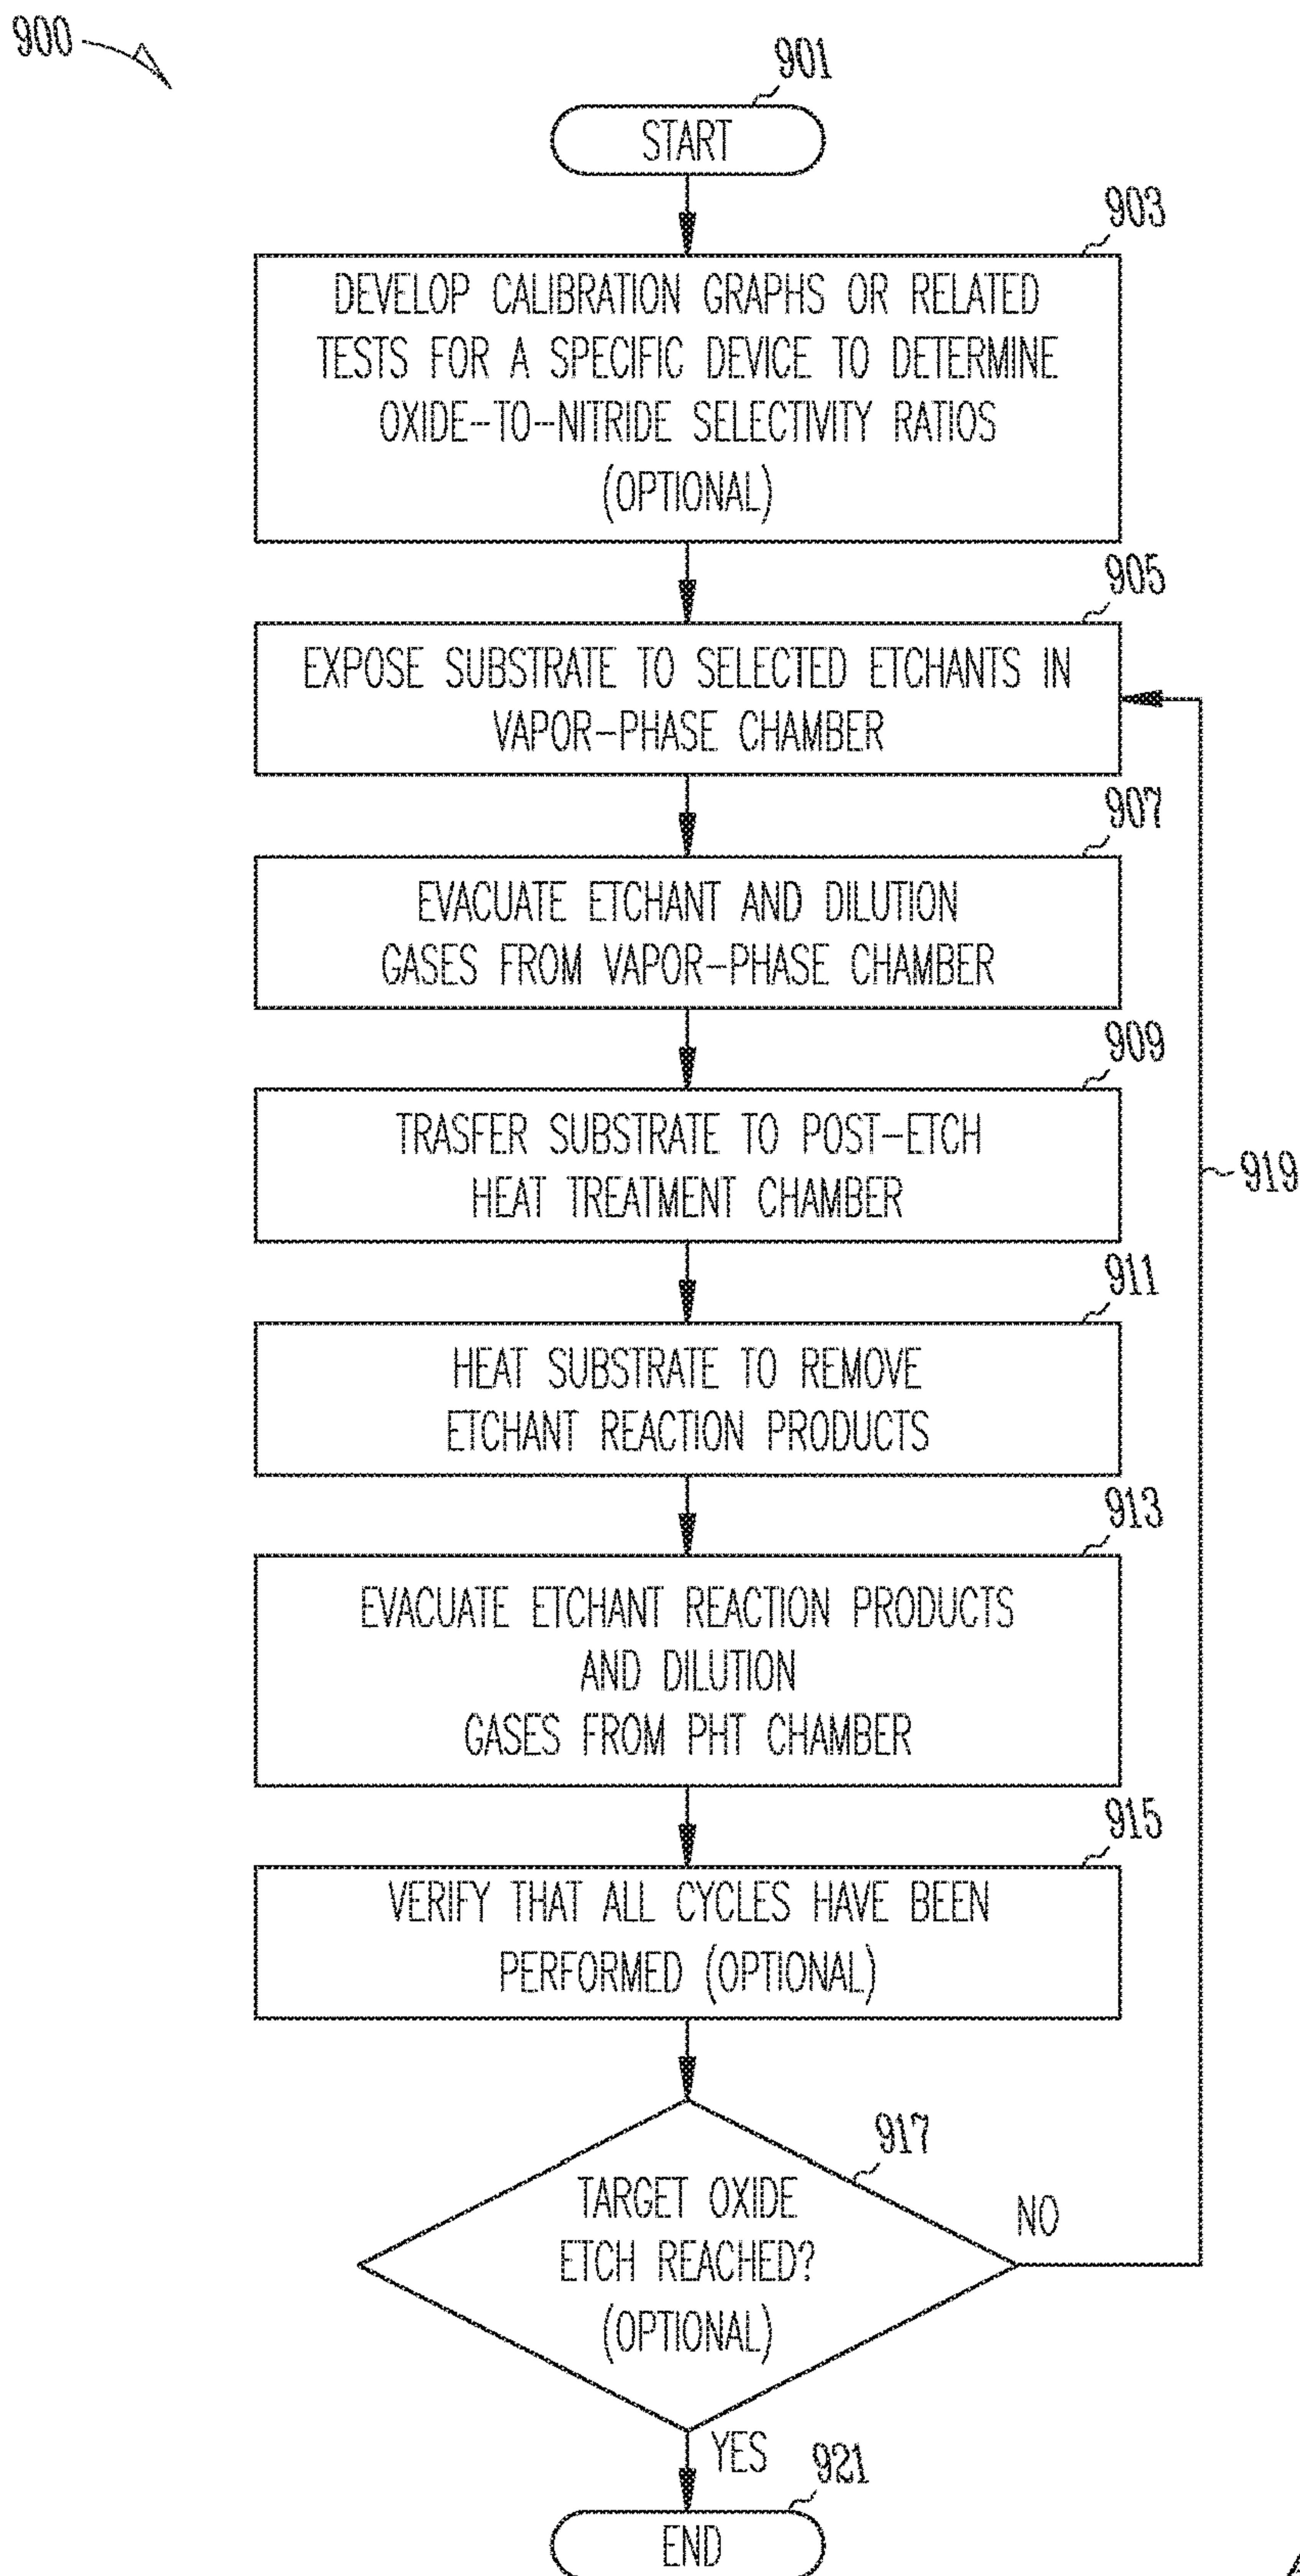 900
901
START
903
DEVELOP CALIBRATION GRAPHS OR RELATED
TESTS FOR A SPECIFIC DEVICE TO DETERMINE
OXIDE-TO-NITRIDE SELECTIVITY RATIOS
(OPTIONAL)
905
EXPOSE SUBSTRATE TO SELECTED ETCHANTS IN
VAPOR-PHASE CHAMBER
907
EVACUATE ETCHANT AND DILUTION
GASES FROM VAPOR-PHASE CHAMBER
909
TRASFER SUBSTRATE TO POST-ETCH
HEAT TREATMENT CHAMBER
919
911
HEAT SUBSTRATE TO REMOVE
ETCHANT REACTION PRODUCTS
913
EVACUATE ETCHANT REACTION PRODUCTS
AND DILUTION
GASES FROM PHT CHAMBER
915
VERIFY THAT ALL CYCLES HAVE BEEN
PERFORMED (OPTIONAL)
917
TARGET OXIDE
ETCH REACHED?
(OPTIONAL)
NO
YES
921
END